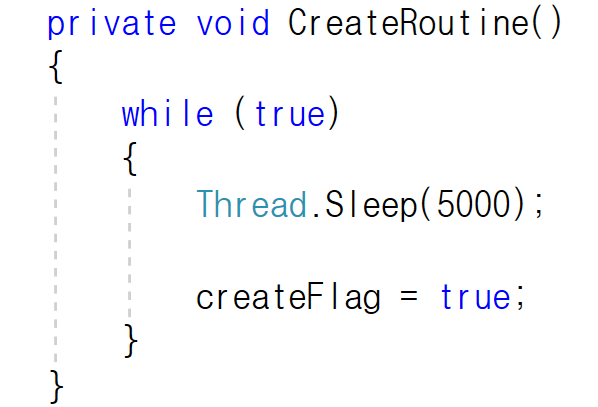 private void CreateRoutine()
{
    while (true)
    {
        Thread.Sleep(5000);

        createFlag = true;
    }
}